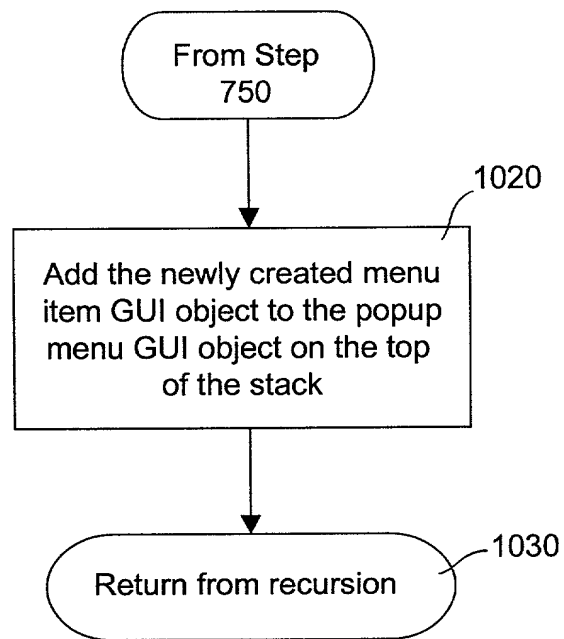 From Step
750
1020
Add the newly created menu
item GUI object to the popup
menu GUI object on the top
of the stack
1030
Return from recursion